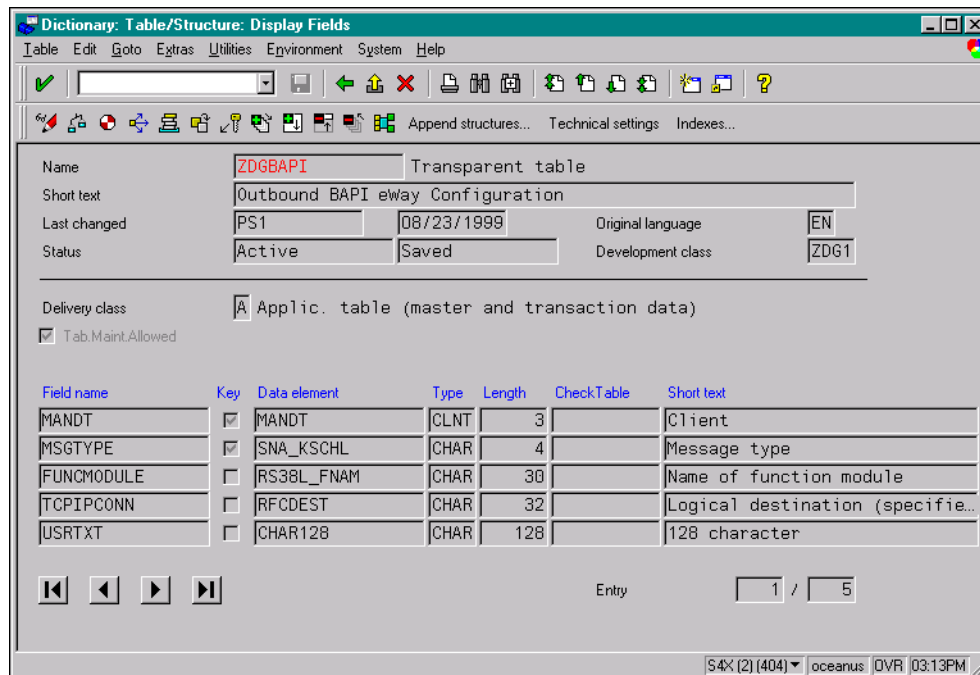 Dictionary: Table/Structure: Display Fields
Table Edit Goto Extras Utilities Environment System Help
Append structures... Technical settings Indexes...
Name ZDGBAPI Transparent table
Short text Outbound BAPI eWay Configuration
Last changed PS1 08/23/1999 Original language EN
Status Active Saved Development class ZDG1
Delivery class A Applic. table (master and transaction data)
Tab.Maint.Allowed
Field name Key Data element Type Length CheckTable Short text
MANDT MANDT CLNT 3 Client
MSGTYPE SNA_KSCHL CHAR 4 Message type
FUNCMODULE RS38L_FNAM CHAR 30 Name of function module
TCPIPCONN RFCDEST CHAR 32 Logical destination (specifie...
USRTXT CHAR128 CHAR 128 128 character
Entry 1 / 5
S4X (2) (404) oceanus OVR 03:13PM